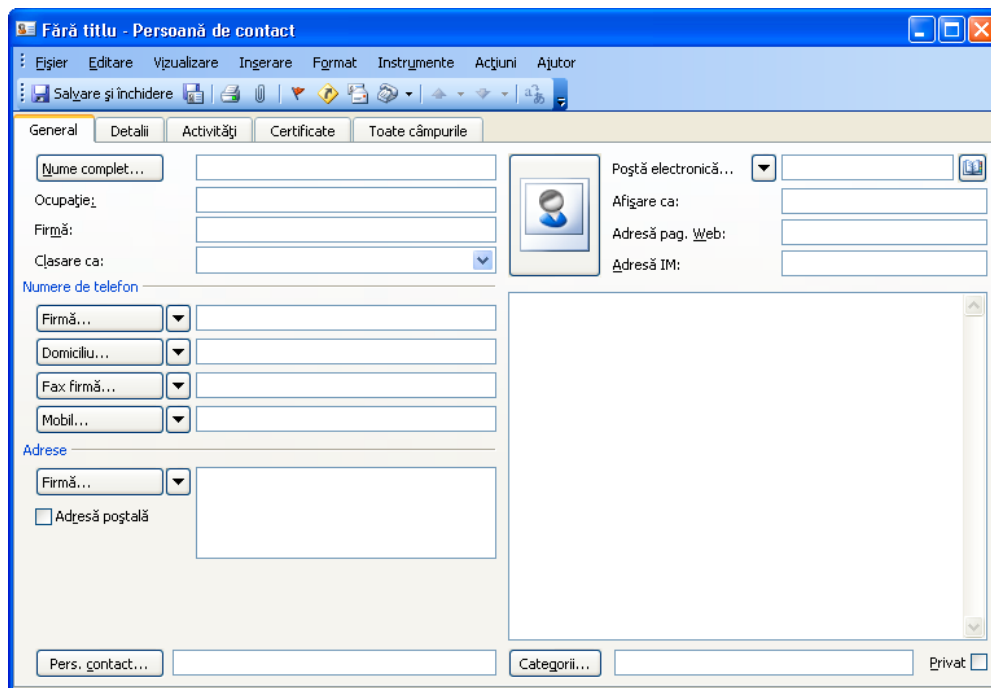 Fără titlu - Persoană de contact
Fișier Editare Vizualizare Inserare Format Instrumente Acțiuni Ajutor
Salvare și închidere
General Detalii Activități Certificate Toate câmpurile
Nume complet...
Ocupație:
Firmă:
Clasare ca:
Poștă electronică...
Afișare ca:
Adresă pag. Web:
Adresă IM:
Numere de telefon
Firmă...
Domiciliu...
Fax firmă...
Mobil...
Adrese
Firmă...
Adresă poștală
Pers. contact...
Categorii...
Privat